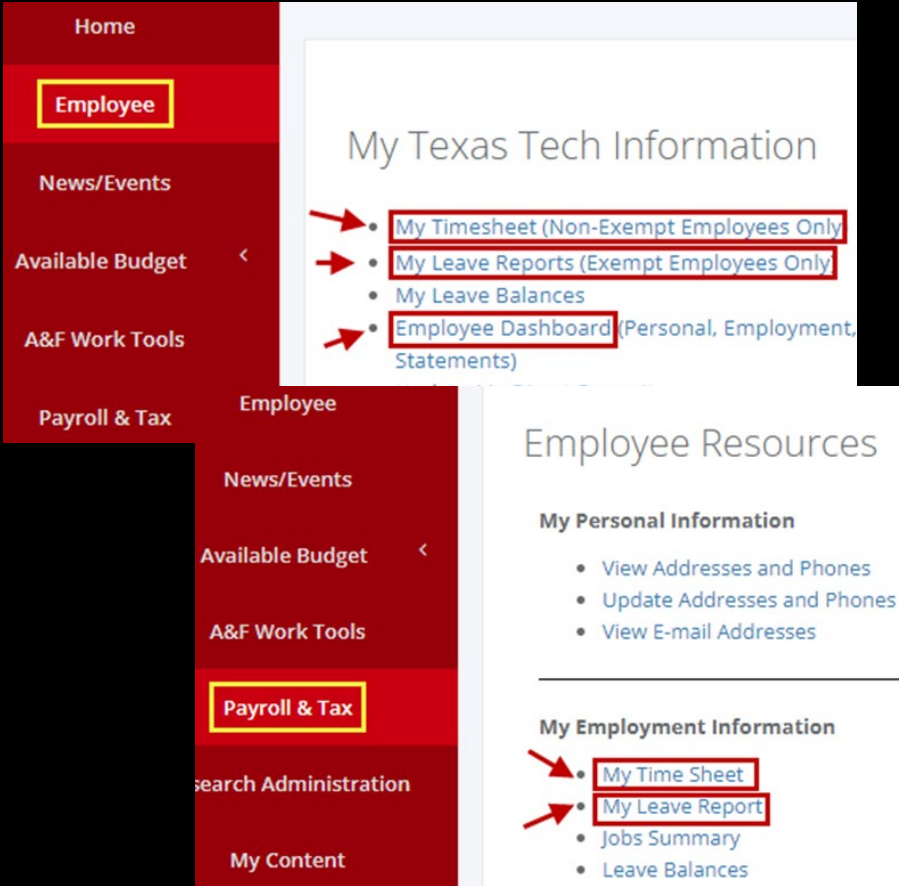 Home
Employee
News/Events
Available Budget
A&F Work Tools
Payroll & Tax
My Texas Tech Information
My Timesheet (Non-Exempt Employees Only)
My Leave Reports (Exempt Employees Only)
My Leave Balances
Employee Dashboard (Personal, Employment,
Statements)
Employee
News/Events
Available Budget
A&F Work Tools
Payroll & Tax
search Administration
My Content
Employee Resources
My Personal Information
View Addresses and Phones
Update Addresses and Phones
View E-mail Addresses
My Employment Information
My Time Sheet
My Leave Report
Jobs Summary
Leave Balances